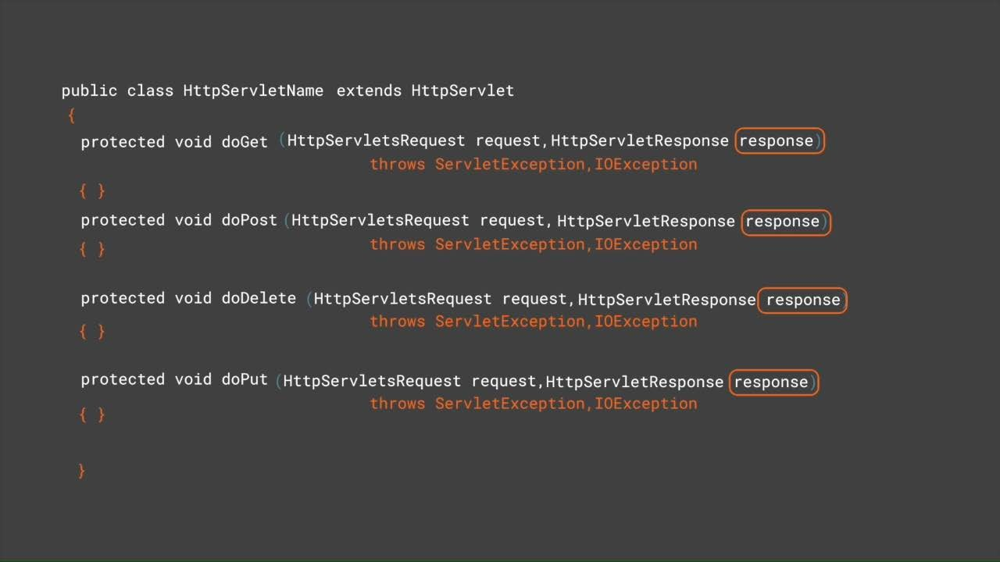 public class HttpServletName extends HttpServlet
{
protected void doGet (HttpServletsRequest request,HttpServletResponse response)
throws ServletException,IOException
{ }
protected void doPost (HttpServletsRequest request, HttpServletResponse response)
throws ServletException,IOException
{ }
protected void doDelete (HttpServletsRequest request,HttpServletResponse response)
throws ServletException,IOException
{ }
protected void doPut (HttpServletsRequest request,HttpServletResponse response)
throws ServletException,IOException
{ }
}